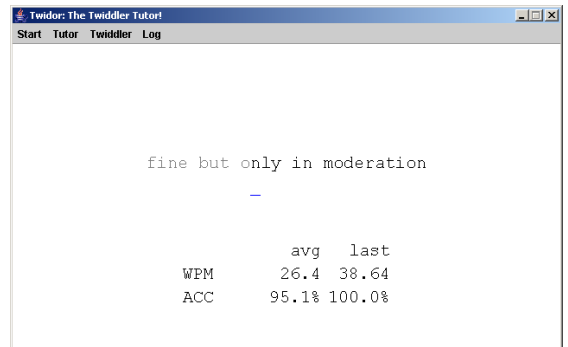 Twidor: The Twiddler Tutor!
Start Tutor Twiddler Log
fine but only in moderation
avg last
WPM 26.4 38.64
ACC 95.1% 100.0%